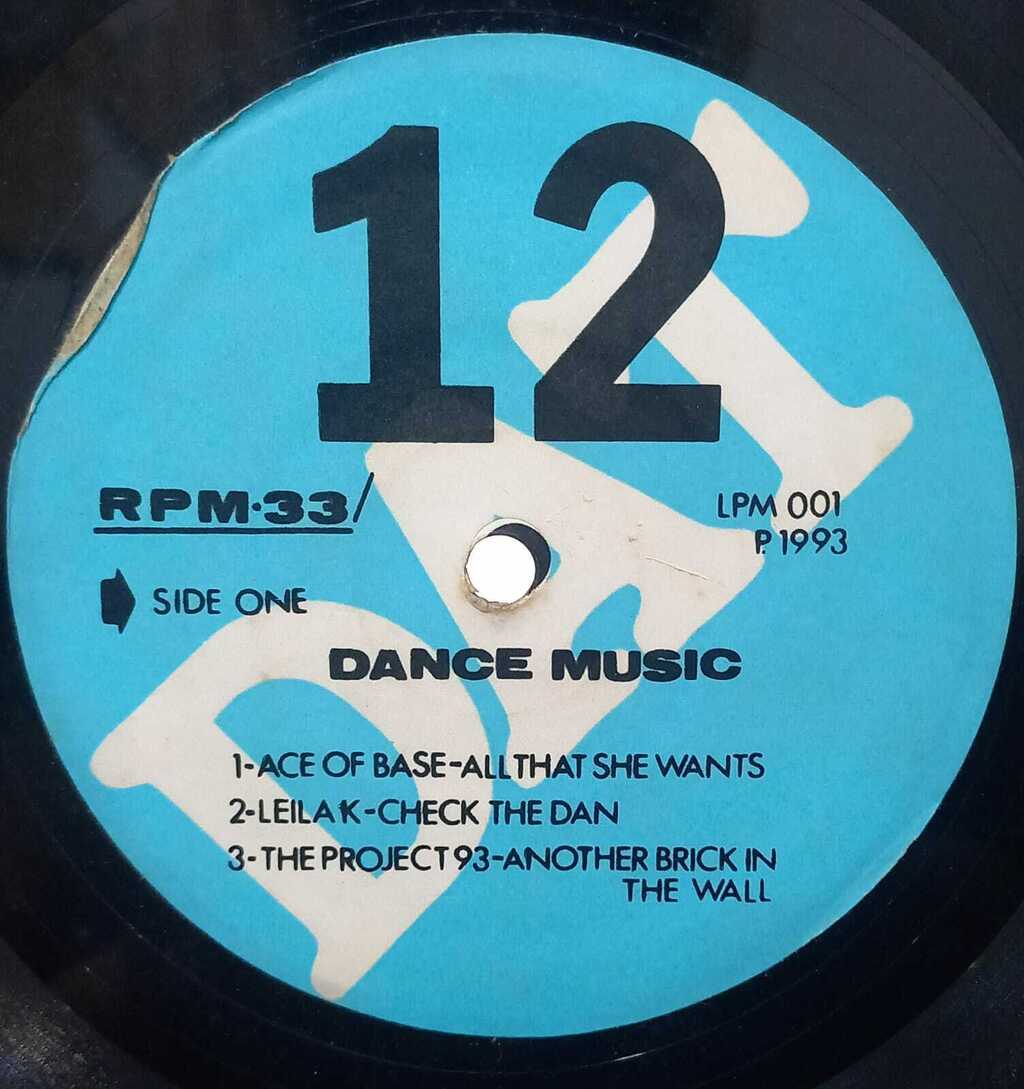 12
DAI
RPM·33/
LPM 001
P.1993
SIDE ONE
DANCE MUSIC
1-ACE OF BASE-ALL THAT SHE WANTS
2-LEILA K-CHECK THE DAN
3-THE PROJECT 93-ANOTHER BRICK IN
THE WALL